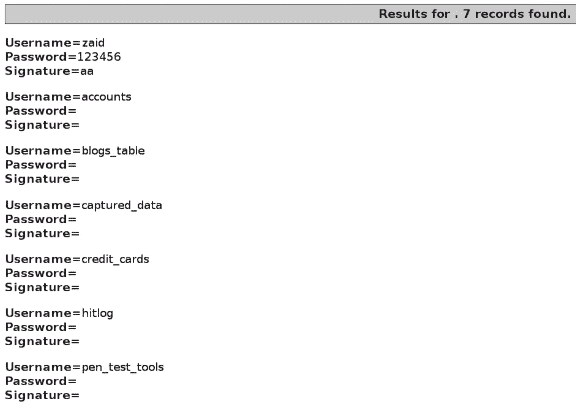 Results for . 7 records found.
Username=zaid
Password=123456
Signature=aa
Username=accounts
Password=
Signature=
Username=blogs_table
Password=
Signature=
Username=captured_data
Password=
Signature=
Username=credit_cards
Password=
Signature=
Username=hitlog
Password=
Signature=
Username=pen_test_tools
Password=
Signature=